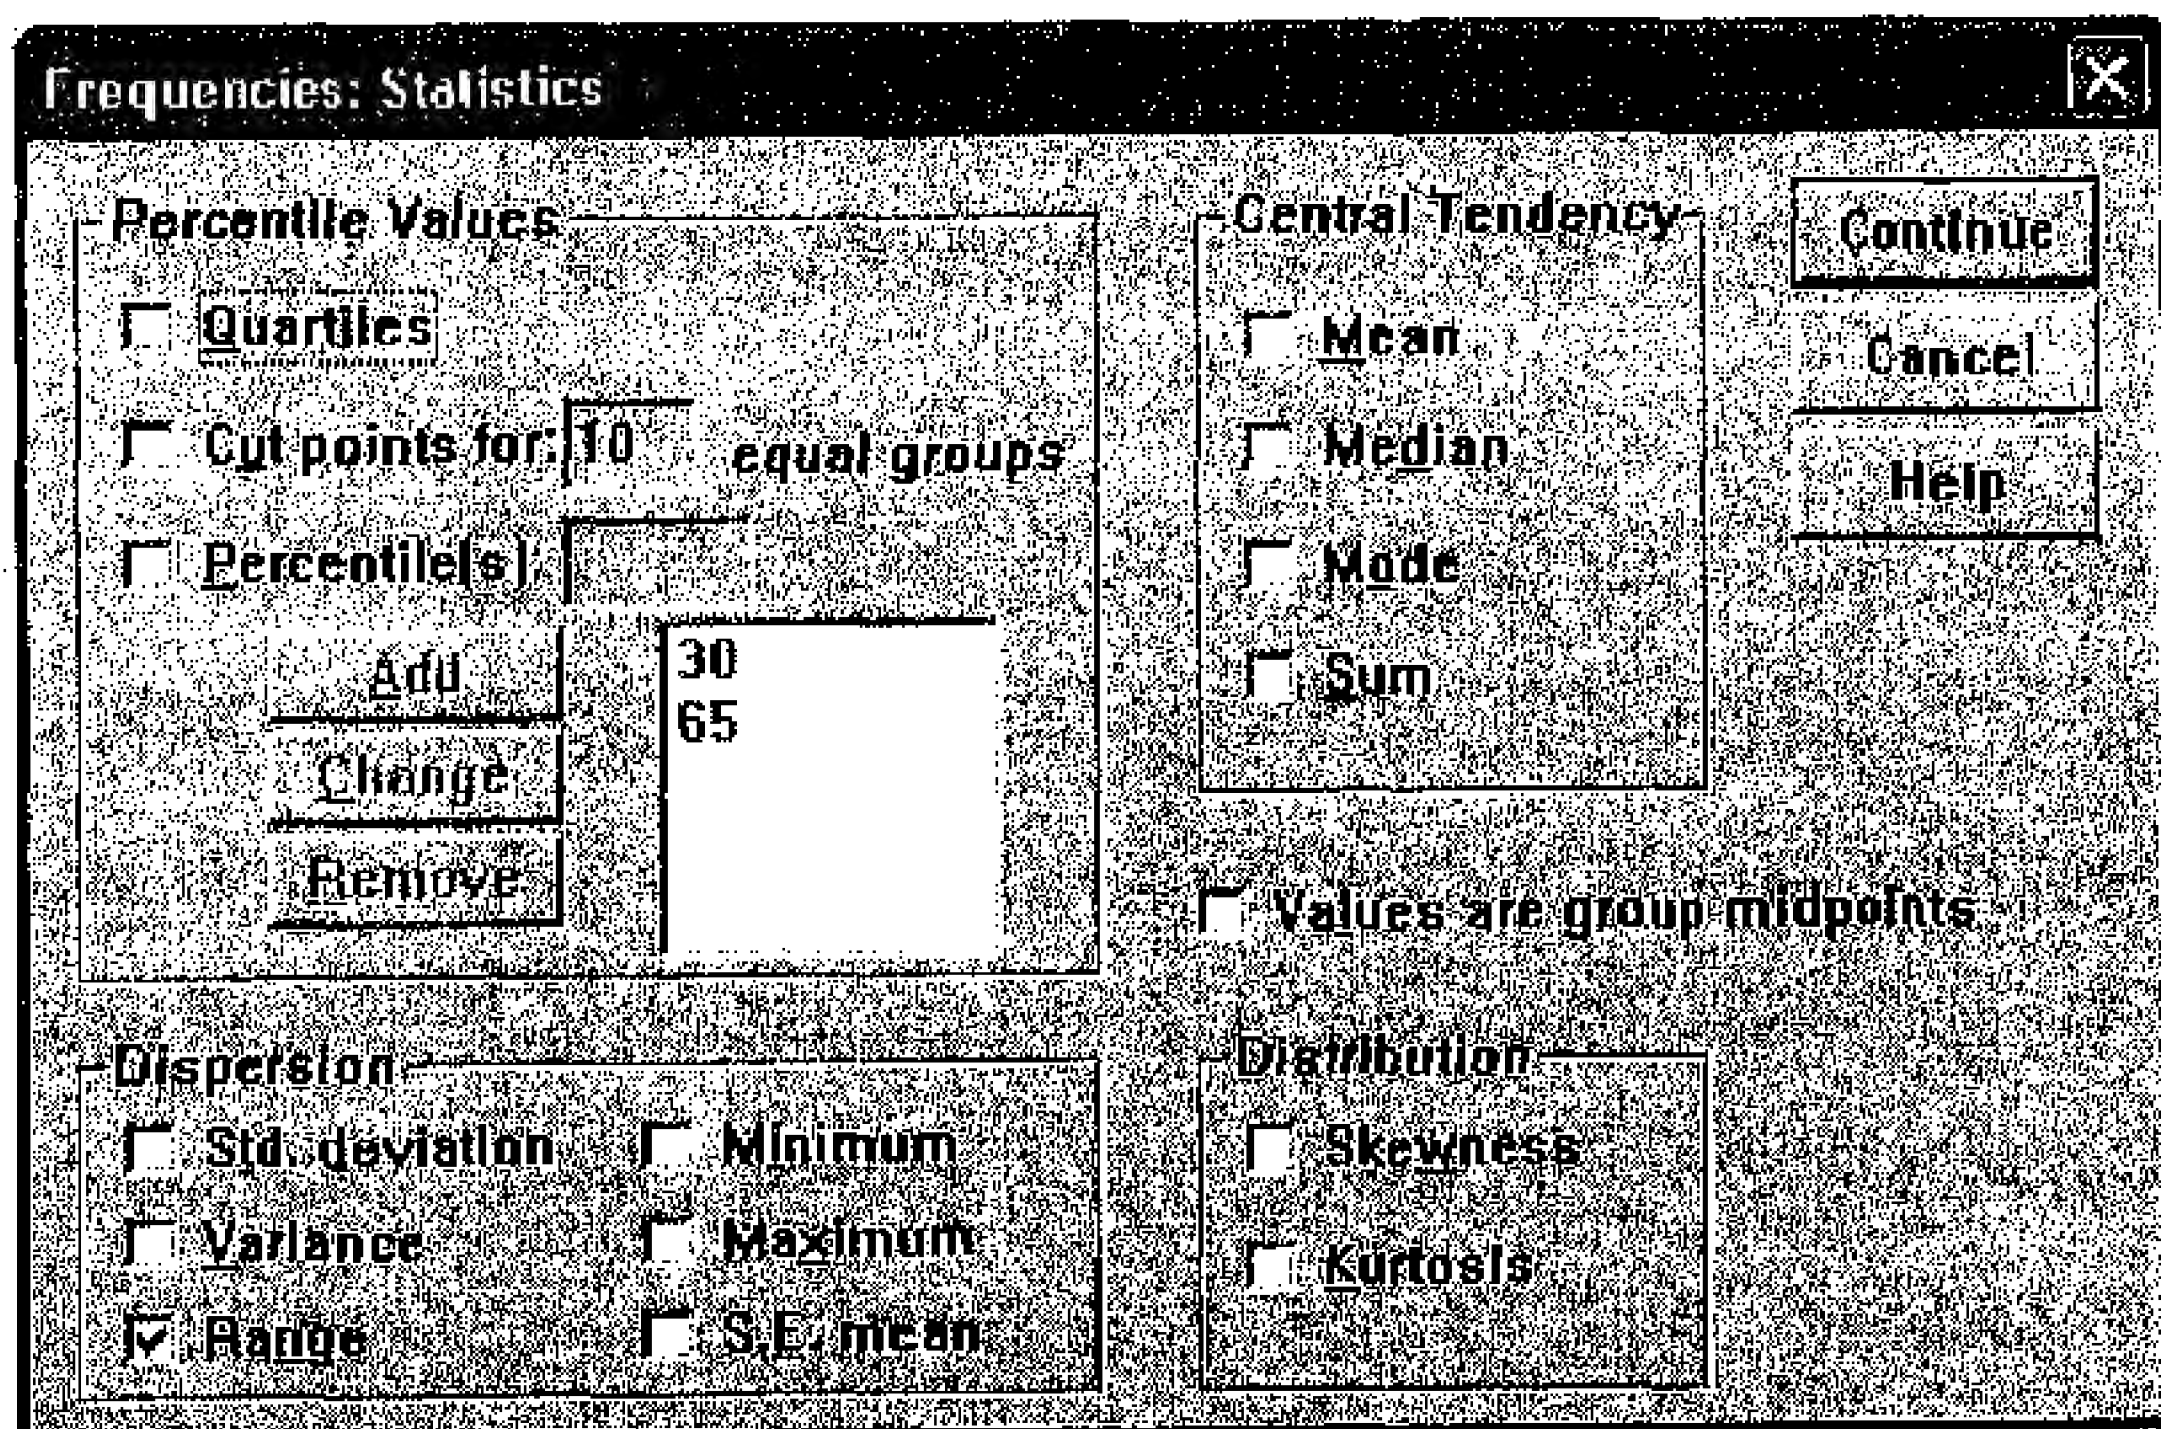 Frequencies: Statistics
Percentile Values
Quartiles
Cut points for: 10 equal groups
Percentile(s):
Add
Change
Remove
30
65
Central Tendency
Mean
Median
Mode
Sum
Continue
Cancel
Help
Values are group midpoints
Dispersion
Std. deviation
Minimum
Variance
Maximum
Range
S.E. mean
Distribution
Skewness
Kurtosis